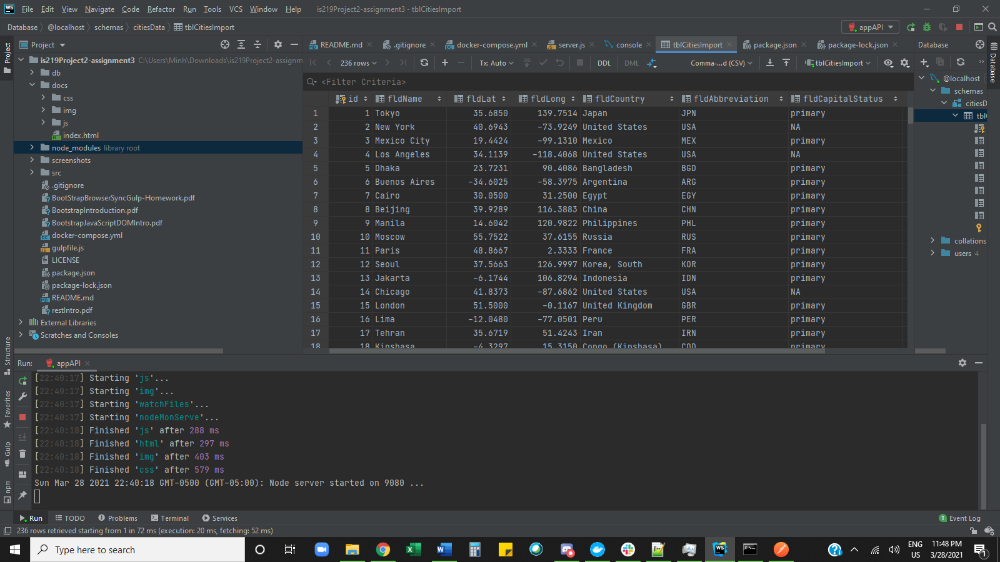 WS File Edit View Navigate Code Refactor Run Tools VCS Window Help is219Project2-assignment3 - tblCitiesImport
Database @localhost schemas citiesData tblCitiesImport appAPI
Project README.md .gitignore docker-compose.yml server.js console tblCitiesImport package.json package-lock.json Database
is219Project2-assignment3 C:\Users\Minh\Downloads\is219Project2-assignm
db
docs
css
img
js
index.html
node_modules library root
screenshots
src
.gitignore
BootStrapBrowserSyncGulp-Homework.pdf
BootstrapIntroduction.pdf
BootstrapJavaScriptDOMIntro.pdf
docker-compose.yml
gulpfile.js
LICENSE
package.json
package-lock.json
README.md
restIntro.pdf
External Libraries
Scratches and Consoles
Project
Structure
Favorites
Gulp
npm
236 rows Tx: Auto DB DDL DML Comma-...d (CSV) tblCitiesImport
<Filter Criteria>
id fldName fldLat fldLong fldCountry fldAbbreviation fldCapitalStatus
1 1 Tokyo 35.6850 139.7514 Japan JPN primary
2 2 New York 40.6943 -73.9249 United States USA NA
3 3 Mexico City 19.4424 -99.1310 Mexico MEX primary
4 4 Los Angeles 34.1139 -118.4068 United States USA NA
5 5 Dhaka 23.7231 90.4086 Bangladesh BGD primary
6 6 Buenos Aires -34.6025 -58.3975 Argentina ARG primary
7 7 Cairo 30.0500 31.2500 Egypt EGY primary
8 8 Beijing 39.9289 116.3883 China CHN primary
9 9 Manila 14.6042 120.9822 Philippines PHL primary
10 10 Moscow 55.7522 37.6155 Russia RUS primary
11 11 Paris 48.8667 2.3333 France FRA primary
12 12 Seoul 37.5663 126.9997 Korea, South KOR primary
13 13 Jakarta -6.1744 106.8294 Indonesia IDN primary
14 14 Chicago 41.8373 -87.6862 United States USA NA
15 15 London 51.5000 -0.1167 United Kingdom GBR primary
16 16 Lima -12.0480 -77.0501 Peru PER primary
17 17 Tehran 35.6719 51.4243 Iran IRN primary
18 18 Kinshasa -4.3297 15.3150 Congo (Kinshasa) COD primary
@localhost
schemas
citiesD
tbl
collations
users 4
Database
Run: appAPI
[22:40:17] Starting 'js'...
[22:40:17] Starting 'img'...
[22:40:17] Starting 'watchFiles'...
[22:40:17] Starting 'nodeMonServe'...
[22:40:18] Finished 'js' after 288 ms
[22:40:18] Finished 'html' after 297 ms
[22:40:18] Finished 'img' after 403 ms
[22:40:18] Finished 'css' after 579 ms
Sun Mar 28 2021 22:40:18 GMT-0500 (GMT-05:00): Node server started on 9080 ...
Run TODO Problems Terminal Services 1 Event Log
236 rows retrieved starting from 1 in 72 ms (execution: 20 ms, fetching: 52 ms)
Type here to search
ENG US
11:48 PM
3/28/2021
1